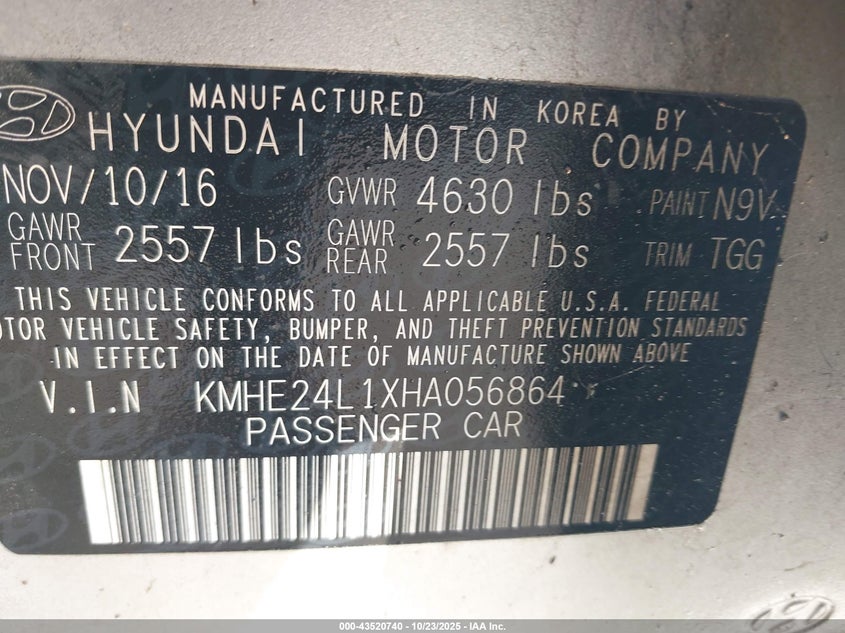 MANUFACTURED IN KOREA BY
HYUNDAI MOTOR COMPANY
NOV/10/16 GVWR 4630 lbs PAINT N9V
GAWR FRONT 2557 lbs GAWR REAR 2557 lbs TRIM TGG
THIS VEHICLE CONFORMS TO ALL APPLICABLE U.S.A. FEDERAL
OTOR VEHICLE SAFETY, BUMPER, AND THEFT PREVENTION STANDARDS
IN EFFECT ON THE DATE OF MANUFACTURE SHOWN ABOVE
V.I.N KMHE24L1XHA056864
PASSENGER CAR
000-43520740 - 10/23/2025 - IAA Inc.